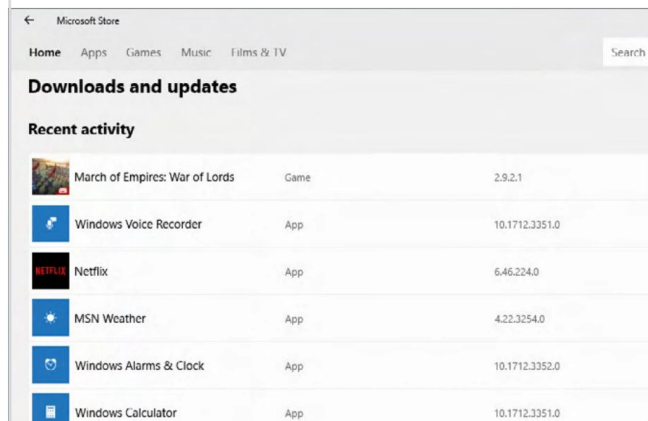 Microsoft Store
Home Apps Games Music Films & TV Search
Downloads and updates
Recent activity
March of Empires: War of Lords Game 2.9.2.1
Windows Voice Recorder App 10.1712.3351.0
NETFLIX Netflix App 6.46.224.0
MSN Weather App 4.22.3254.0
Windows Alarms & Clock App 10.1712.3352.0
Windows Calculator App 10.1712.3351.0